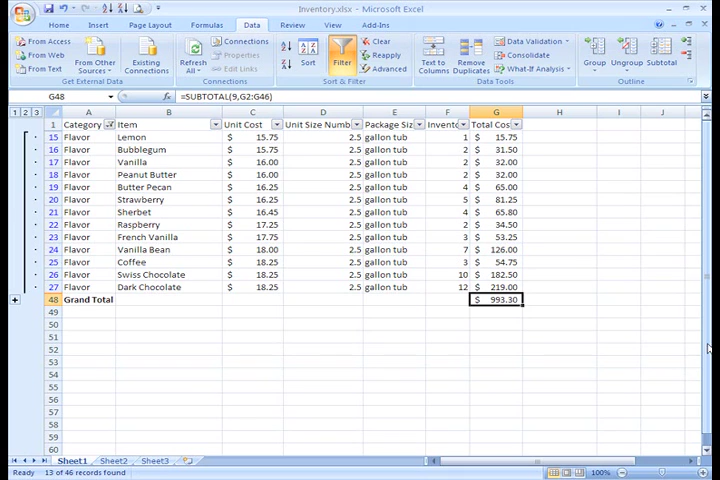 Inventory.xlsx - Microsoft Excel
Home Insert Page Layout Formulas Data Review View Add-Ins
From Access
From Web
From Text
From Other Sources
Existing Connections
Get External Data
Refresh All
Connections
Properties
Edit Links
Connections
Sort
Filter
Clear
Reapply
Advanced
Sort & Filter
Text to Columns
Remove Duplicates
Data Validation
Consolidate
What-If Analysis
Data Tools
Group
Ungroup
Subtotal
Outline
G48 =SUBTOTAL(9,G2:G46)
1 2 3 A B C D E F G H I J
1 Category Item Unit Cost Unit Size Numb Package Siz Invento Total Cos
15 Flavor Lemon $ 15.75 2.5 gallon tub 1 $ 15.75
16 Flavor Bubblegum $ 15.75 2.5 gallon tub 2 $ 31.50
17 Flavor Vanilla $ 16.00 2.5 gallon tub 2 $ 32.00
18 Flavor Peanut Butter $ 16.00 2.5 gallon tub 2 $ 32.00
19 Flavor Butter Pecan $ 16.25 2.5 gallon tub 4 $ 65.00
20 Flavor Strawberry $ 16.25 2.5 gallon tub 5 $ 81.25
21 Flavor Sherbet $ 16.45 2.5 gallon tub 4 $ 65.80
22 Flavor Raspberry $ 17.25 2.5 gallon tub 2 $ 34.50
23 Flavor French Vanilla $ 17.75 2.5 gallon tub 3 $ 53.25
24 Flavor Vanilla Bean $ 18.00 2.5 gallon tub 7 $ 126.00
25 Flavor Coffee $ 18.25 2.5 gallon tub 3 $ 54.75
26 Flavor Swiss Chocolate $ 18.25 2.5 gallon tub 10 $ 182.50
27 Flavor Dark Chocolate $ 18.25 2.5 gallon tub 12 $ 219.00
48 Grand Total $ 993.30
49
50
51
52
53
54
55
56
57
58
59
60
Sheet1 Sheet2 Sheet3
Ready 13 of 46 records found 100%